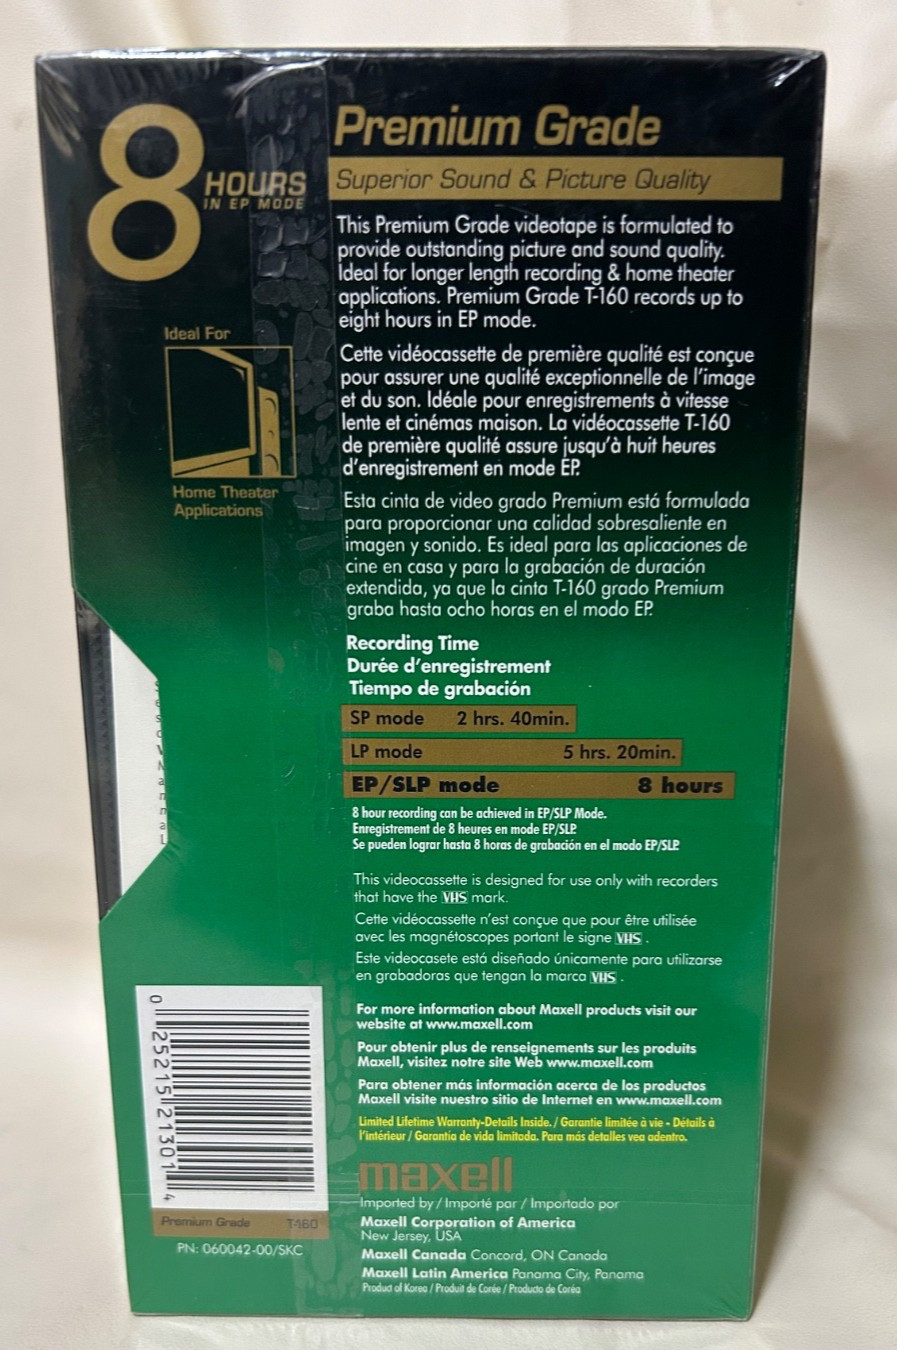 8
HOURS
IN EP MODE
Ideal For
Home Theater
Applications
Premium Grade
Superior Sound & Picture Quality
This Premium Grade videotape is formulated to
provide outstanding picture and sound quality.
Ideal for longer length recording & home theater
applications. Premium Grade T-160 records up to
eight hours in EP mode.
Cette vidéocassette de première qualité est conçue
pour assurer une qualité exceptionnelle de l'image
et du son. Idéale pour enregistrements à vitesse
lente et cinémas maison. La vidéocassette T-160
de première qualité assure jusqu'à huit heures
d'enregistrement en mode EP.
Esta cinta de video grado Premium está formulada
para proporcionar una calidad sobresaliente en
imagen y sonido. Es ideal para las aplicaciones de
cine en casa y para la grabación de duración
extendida, ya que la cinta T-160 grado Premium
graba hasta ocho horas en el modo EP.
Recording Time
Durée d'enregistrement
Tiempo de grabación
SP mode 2 hrs. 40min.
LP mode 5 hrs. 20min.
EP/SLP mode 8 hours
8 hour recording can be achieved in EP/SLP Mode.
Enregistrement de 8 heures en mode EP/SLP.
Se pueden lograr hasta 8 horas de grabación en el modo EP/SLP.
This videocassette is designed for use only with recorders
that have the VHS mark.
Cette vidéocassette n'est conçue que pour être utilisée
avec les magnétoscopes portant le signe VHS .
Este videocasete está diseñado únicamente para utilizarse
en grabadoras que tengan la marca VHS .
For more information about Maxell products visit our
website at www.maxell.com
Pour obtenir plus de renseignements sur les produits
Maxell, visitez notre site Web www.maxell.com
Para obtener más información acerca de los productos
Maxell visite nuestro sitio de Internet en www.maxell.com
Limited Lifetime Warranty-Details Inside. / Garantie limitée à vie - Détails à
l'intérieur / Garantía de vida limitada. Para más detalles vea adentro.
maxell
Imported by / Importé par / Importado por
Maxell Corporation of America
New Jersey, USA
Maxell Canada Concord, ON Canada
Maxell Latin America Panama City, Panama
Product of Korea / Produit de Corée / Producto de Coréa
0 25215 21301 4
Premium Grade T-160
PN: 060042-00/SKC